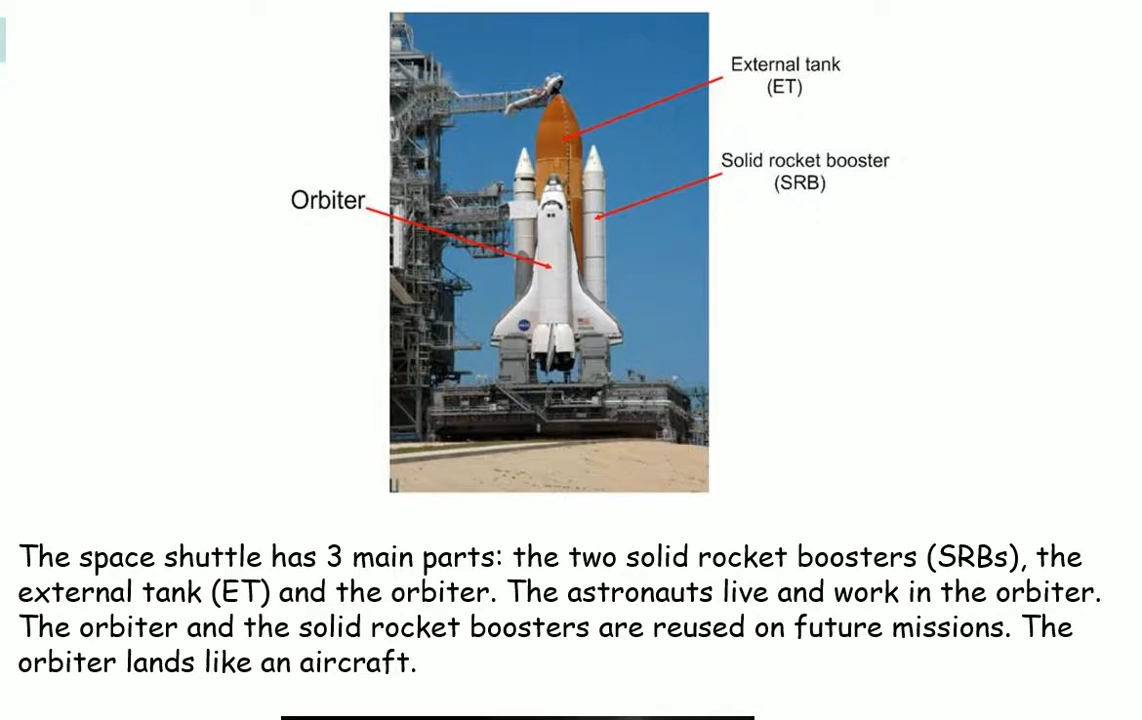 External tank
(ET)
Solid rocket booster
(SRB)
Orbiter
The space shuttle has 3 main parts: the two solid rocket boosters (SRBs), the
external tank (ET) and the orbiter. The astronauts live and work in the orbiter.
The orbiter and the solid rocket boosters are reused on future missions. The
orbiter lands like an aircraft.